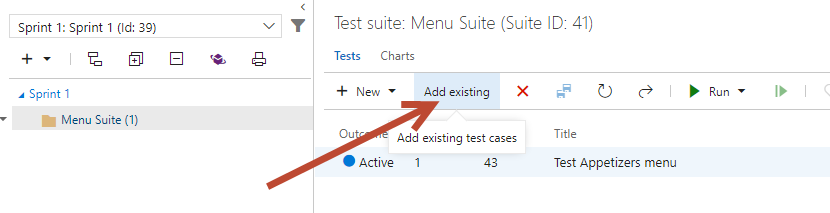 Sprint 1: Sprint 1 (Id: 39)
Sprint 1
Menu Suite (1)
Test suite: Menu Suite (Suite ID: 41)
Tests Charts
New Add existing Run
Add existing test cases
Title
Active 1 43 Test Appetizers menu